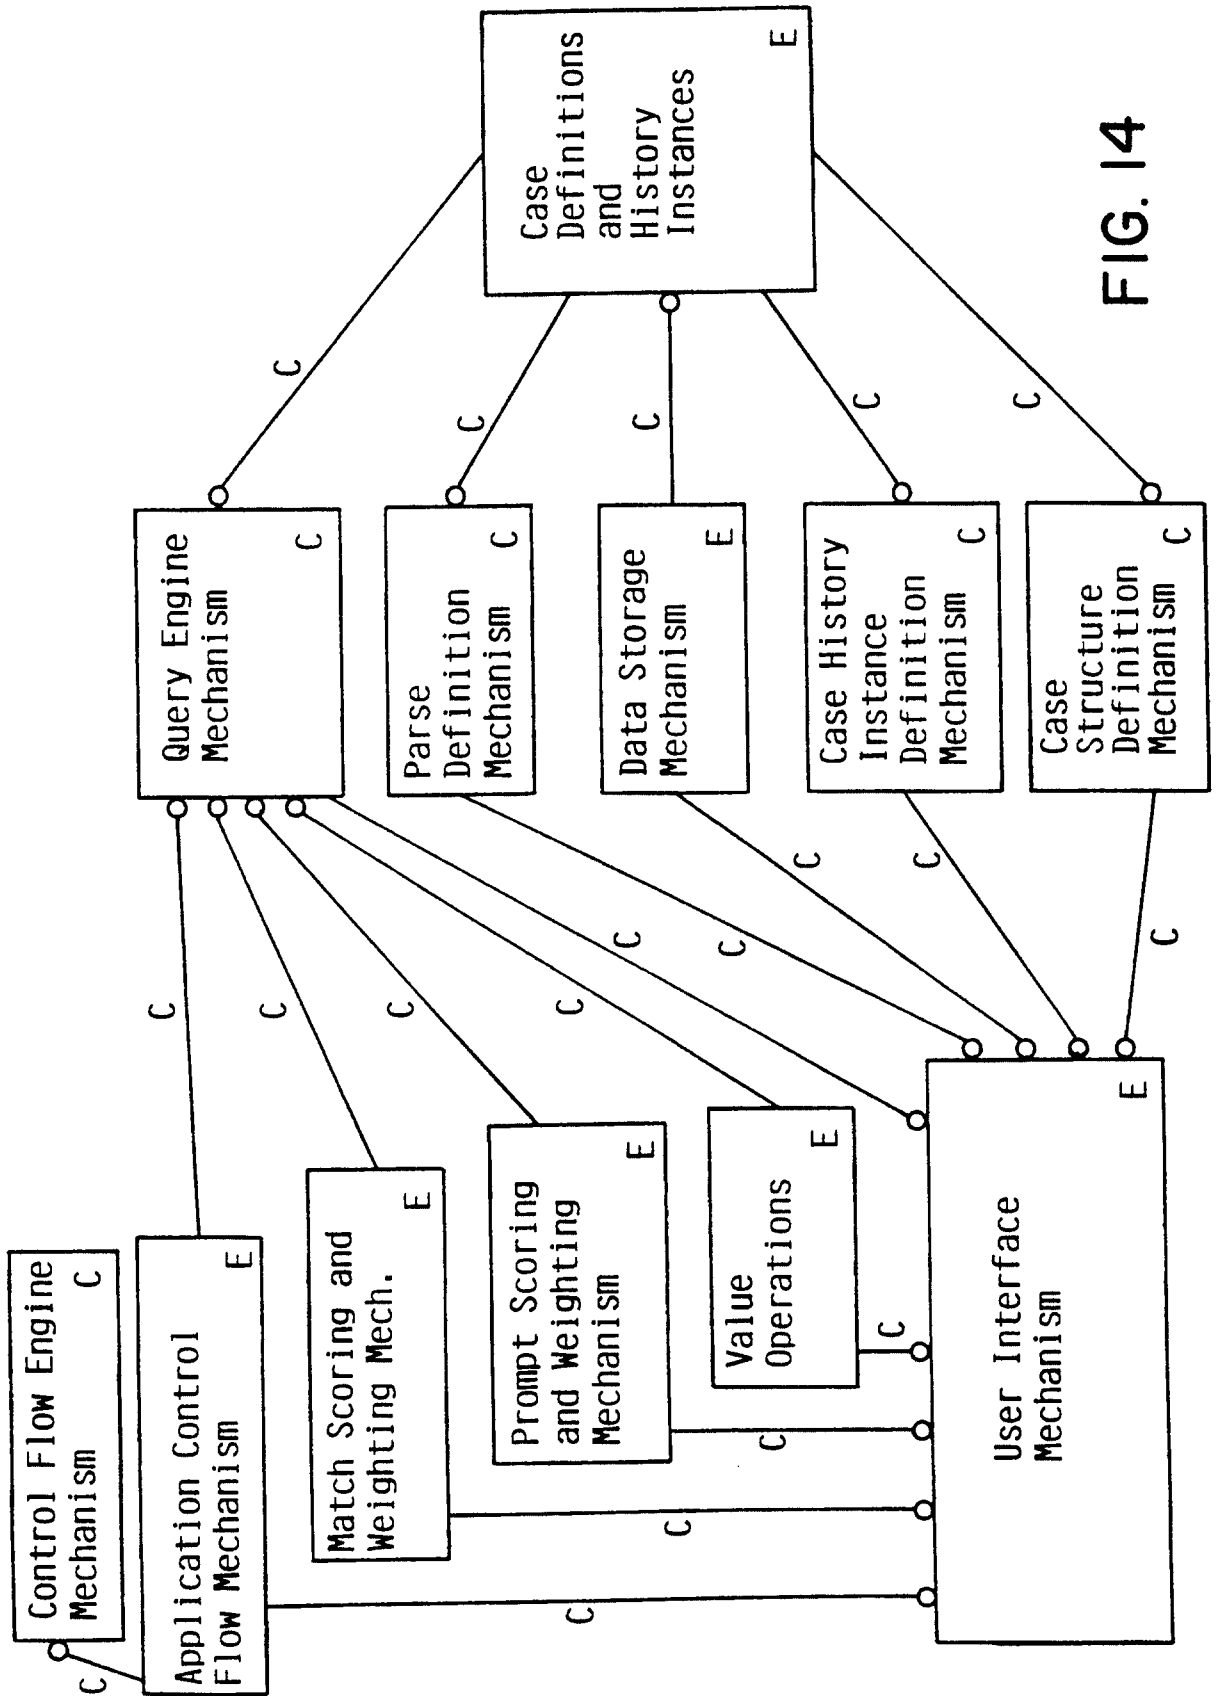 Control Flow Engine
Mechanism
C
C
Application Control
Flow Mechanism
E
C
C
Match Scoring and
Weighting Mech.
E
C
C
Prompt Scoring
and Weighting
Mechanism
E
C
C
Value
Operations
E
C
C
C
User Interface
Mechanism
E
Query Engine
Mechanism
C
C
Parse
Definition
Mechanism
C
C
C
Data Storage
Mechanism
E
C
C
Case History
Instance
Definition
Mechanism
C
C
C
Case
Structure
Definition
Mechanism
C
C
C
Case
Definitions
and
History
Instances
E
FIG. 14